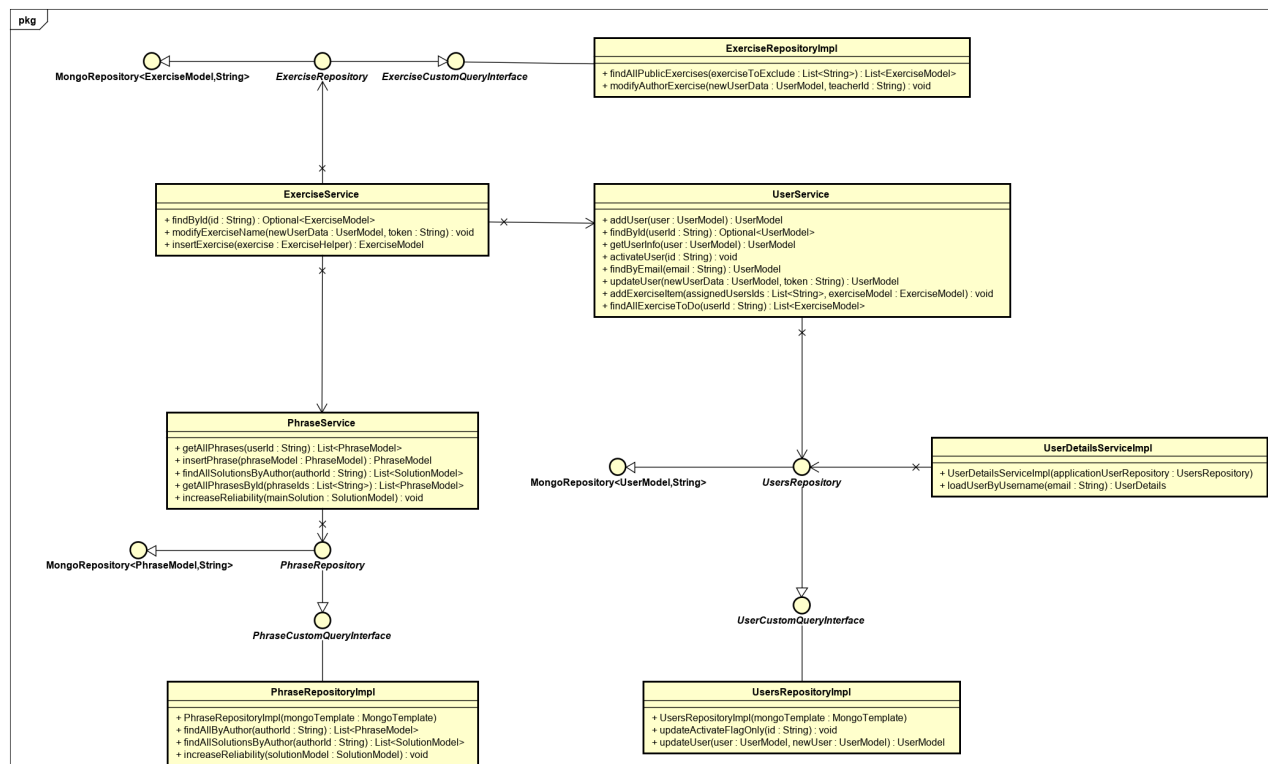 pkg
MongoRepository<ExerciseModel,String>
ExerciseRepository
ExerciseCustomQueryInterface
ExerciseRepositoryImpl
+ findAllPublicExercises(exerciseToExclude : List<String>) : List<ExerciseModel>
+ modifyAuthorExercise(newUserData : UserModel, teacherId : String) : void
ExerciseService
+ findById(id : String) : Optional<ExerciseModel>
+ modifyExerciseName(newUserData : UserModel, token : String) : void
+ insertExercise(exercise : ExerciseHelper) : ExerciseModel
UserService
+ addUser(user : UserModel) : UserModel
+ findById(userId : String) : Optional<UserModel>
+ getUserInfo(user : UserModel) : UserModel
+ activateUser(id : String) : void
+ findByEmail(email : String) : UserModel
+ updateUser(newUserData : UserModel, token : String) : UserModel
+ addExerciseItem(assignedUsersIds : List<String>, exerciseModel : ExerciseModel) : void
+ findAllExerciseToDo(userId : String) : List<ExerciseModel>
PhraseService
+ getAllPhrases(userId : String) : List<PhraseModel>
+ insertPhrase(phraseModel : PhraseModel) : PhraseModel
+ findAllSolutionsByAuthor(authorId : String) : List<SolutionModel>
+ getAllPhrasesById(phraseIds : List<String>) : List<PhraseModel>
+ increaseReliability(mainSolution : SolutionModel) : void
MongoRepository<UserModel,String>
UsersRepository
UserDetailsServiceImpl
+ UserDetailsServiceImpl(applicationUserRepository : UsersRepository)
+ loadUserByUsername(email : String) : UserDetails
MongoRepository<PhraseModel,String>
PhraseRepository
PhraseCustomQueryInterface
UserCustomQueryInterface
PhraseRepositoryImpl
+ PhraseRepositoryImpl(mongoTemplate : MongoTemplate)
+ findAllByAuthor(authorId : String) : List<PhraseModel>
+ findAllSolutionsByAuthor(authorId : String) : List<SolutionModel>
+ increaseReliability(solutionModel : SolutionModel) : void
UsersRepositoryImpl
+ UsersRepositoryImpl(mongoTemplate : MongoTemplate)
+ updateActivateFlagOnly(id : String) : void
+ updateUser(user : UserModel, newUser : UserModel) : UserModel